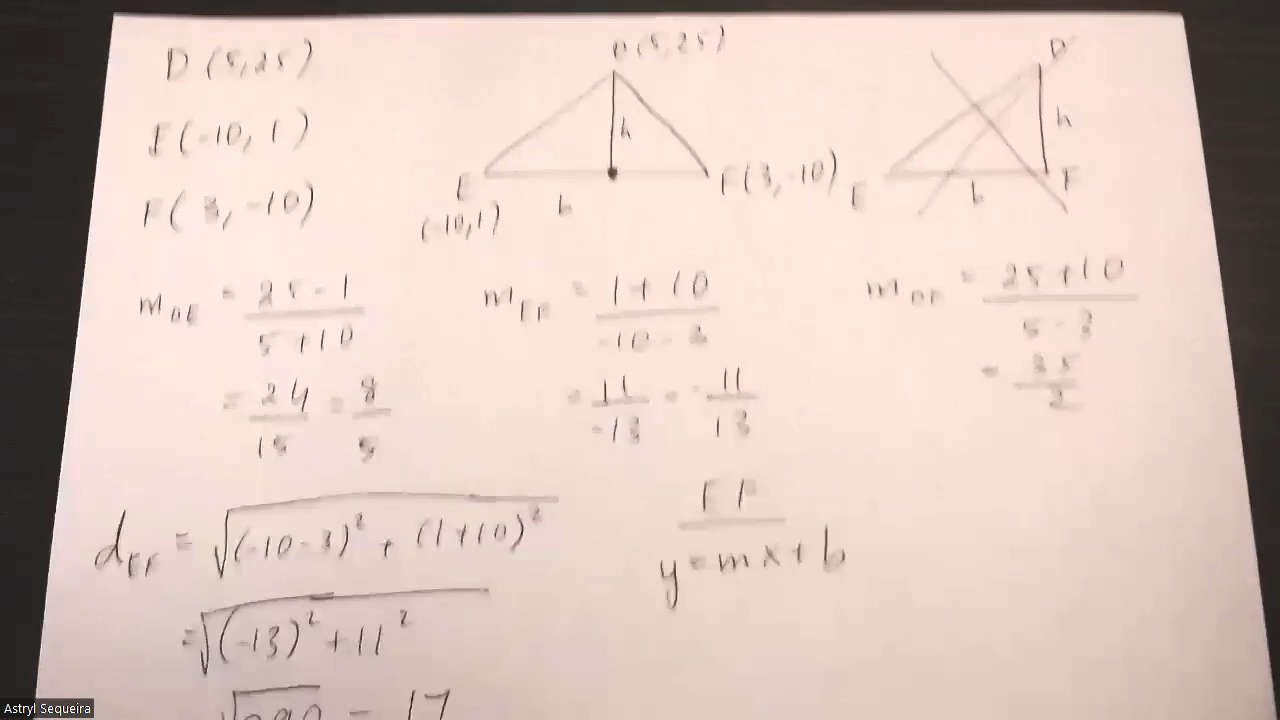 D (5, 25)
E (-10, 1)
F (3, -10)
D (5, 25)
h
E
(-10, 1)
b
F (3, -10)
D
h
E
b
F
m_DE = 25 - 1 / 5 + 10
= 24 / 15 = 8 / 5
m_EF = 1 + 10 / -10 - 3
= 11 / -13 = - 11 / 13
m_DF = 25 + 10 / 5 - 3
= 35 / 2
d_EF = √(-10 - 3)² + (1 + 10)²
= √(-13)² + 11²
√290 = 17
EF
y = mx + b
Astryl Sequeira